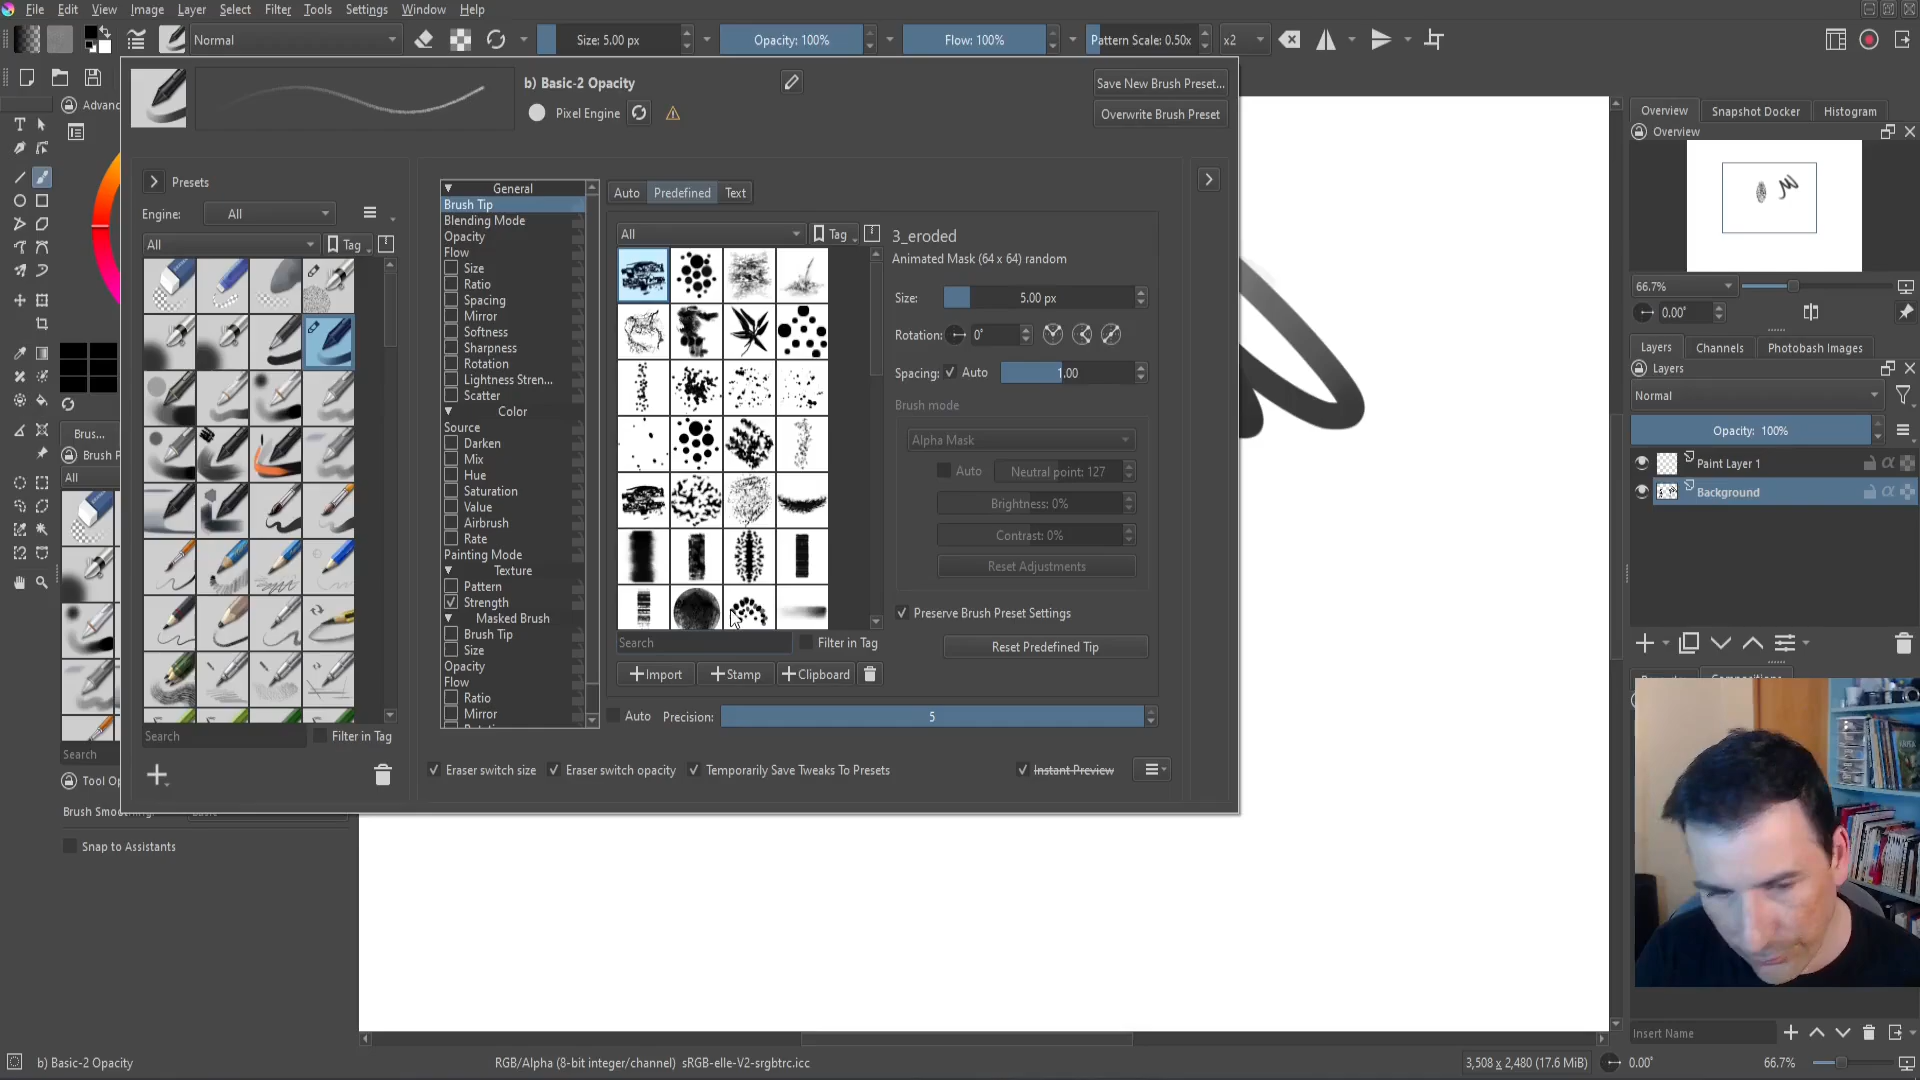 File Edit View Image Layer Select Filter Tools Settings Window Help
Normal
Size: 5.00 px
Opacity: 100%
Flow: 100%
Pattern Scale: 0.50x
x2
b) Basic-2 Opacity
Pixel Engine
Save New Brush Preset...
Overwrite Brush Preset
Advanc
Presets
Engine: All
All
Tag
Search
Filter in Tag
General
Brush Tip
Blending Mode
Opacity
Flow
Size
Ratio
Spacing
Mirror
Softness
Sharpness
Rotation
Lightness Stren...
Scatter
Color
Source
Darken
Mix
Hue
Saturation
Value
Airbrush
Rate
Painting Mode
Texture
Pattern
Strength
Masked Brush
Brush Tip
Size
Opacity
Flow
Ratio
Mirror
Auto Predefined Text
All
Tag
3_eroded
Animated Mask (64 x 64) random
Size: 5.00 px
Rotation: 0°
Spacing: Auto 1.00
Brush mode
Alpha Mask
Auto Neutral point: 127
Brightness: 0%
Contrast: 0%
Reset Adjustments
Preserve Brush Preset Settings
Reset Predefined Tip
Search
Filter in Tag
Import Stamp Clipboard
Auto Precision: 5
Eraser switch size Eraser switch opacity Temporarily Save Tweaks To Presets
Instant Preview
Brus...
Brush P
All
Search
Tool Op
Brush Smoothing:
Snap to Assistants
Overview Snapshot Docker Histogram
Overview
66.7%
0.00°
Layers Channels Photobash Images
Layers
Normal
Opacity: 100%
Paint Layer 1
Background
Insert Name
b) Basic-2 Opacity
RGB/Alpha (8-bit integer/channel) sRGB-elle-V2-srgbtrc.icc
3,508 x 2,480 (17.6 MiB)
0.00°
66.7%